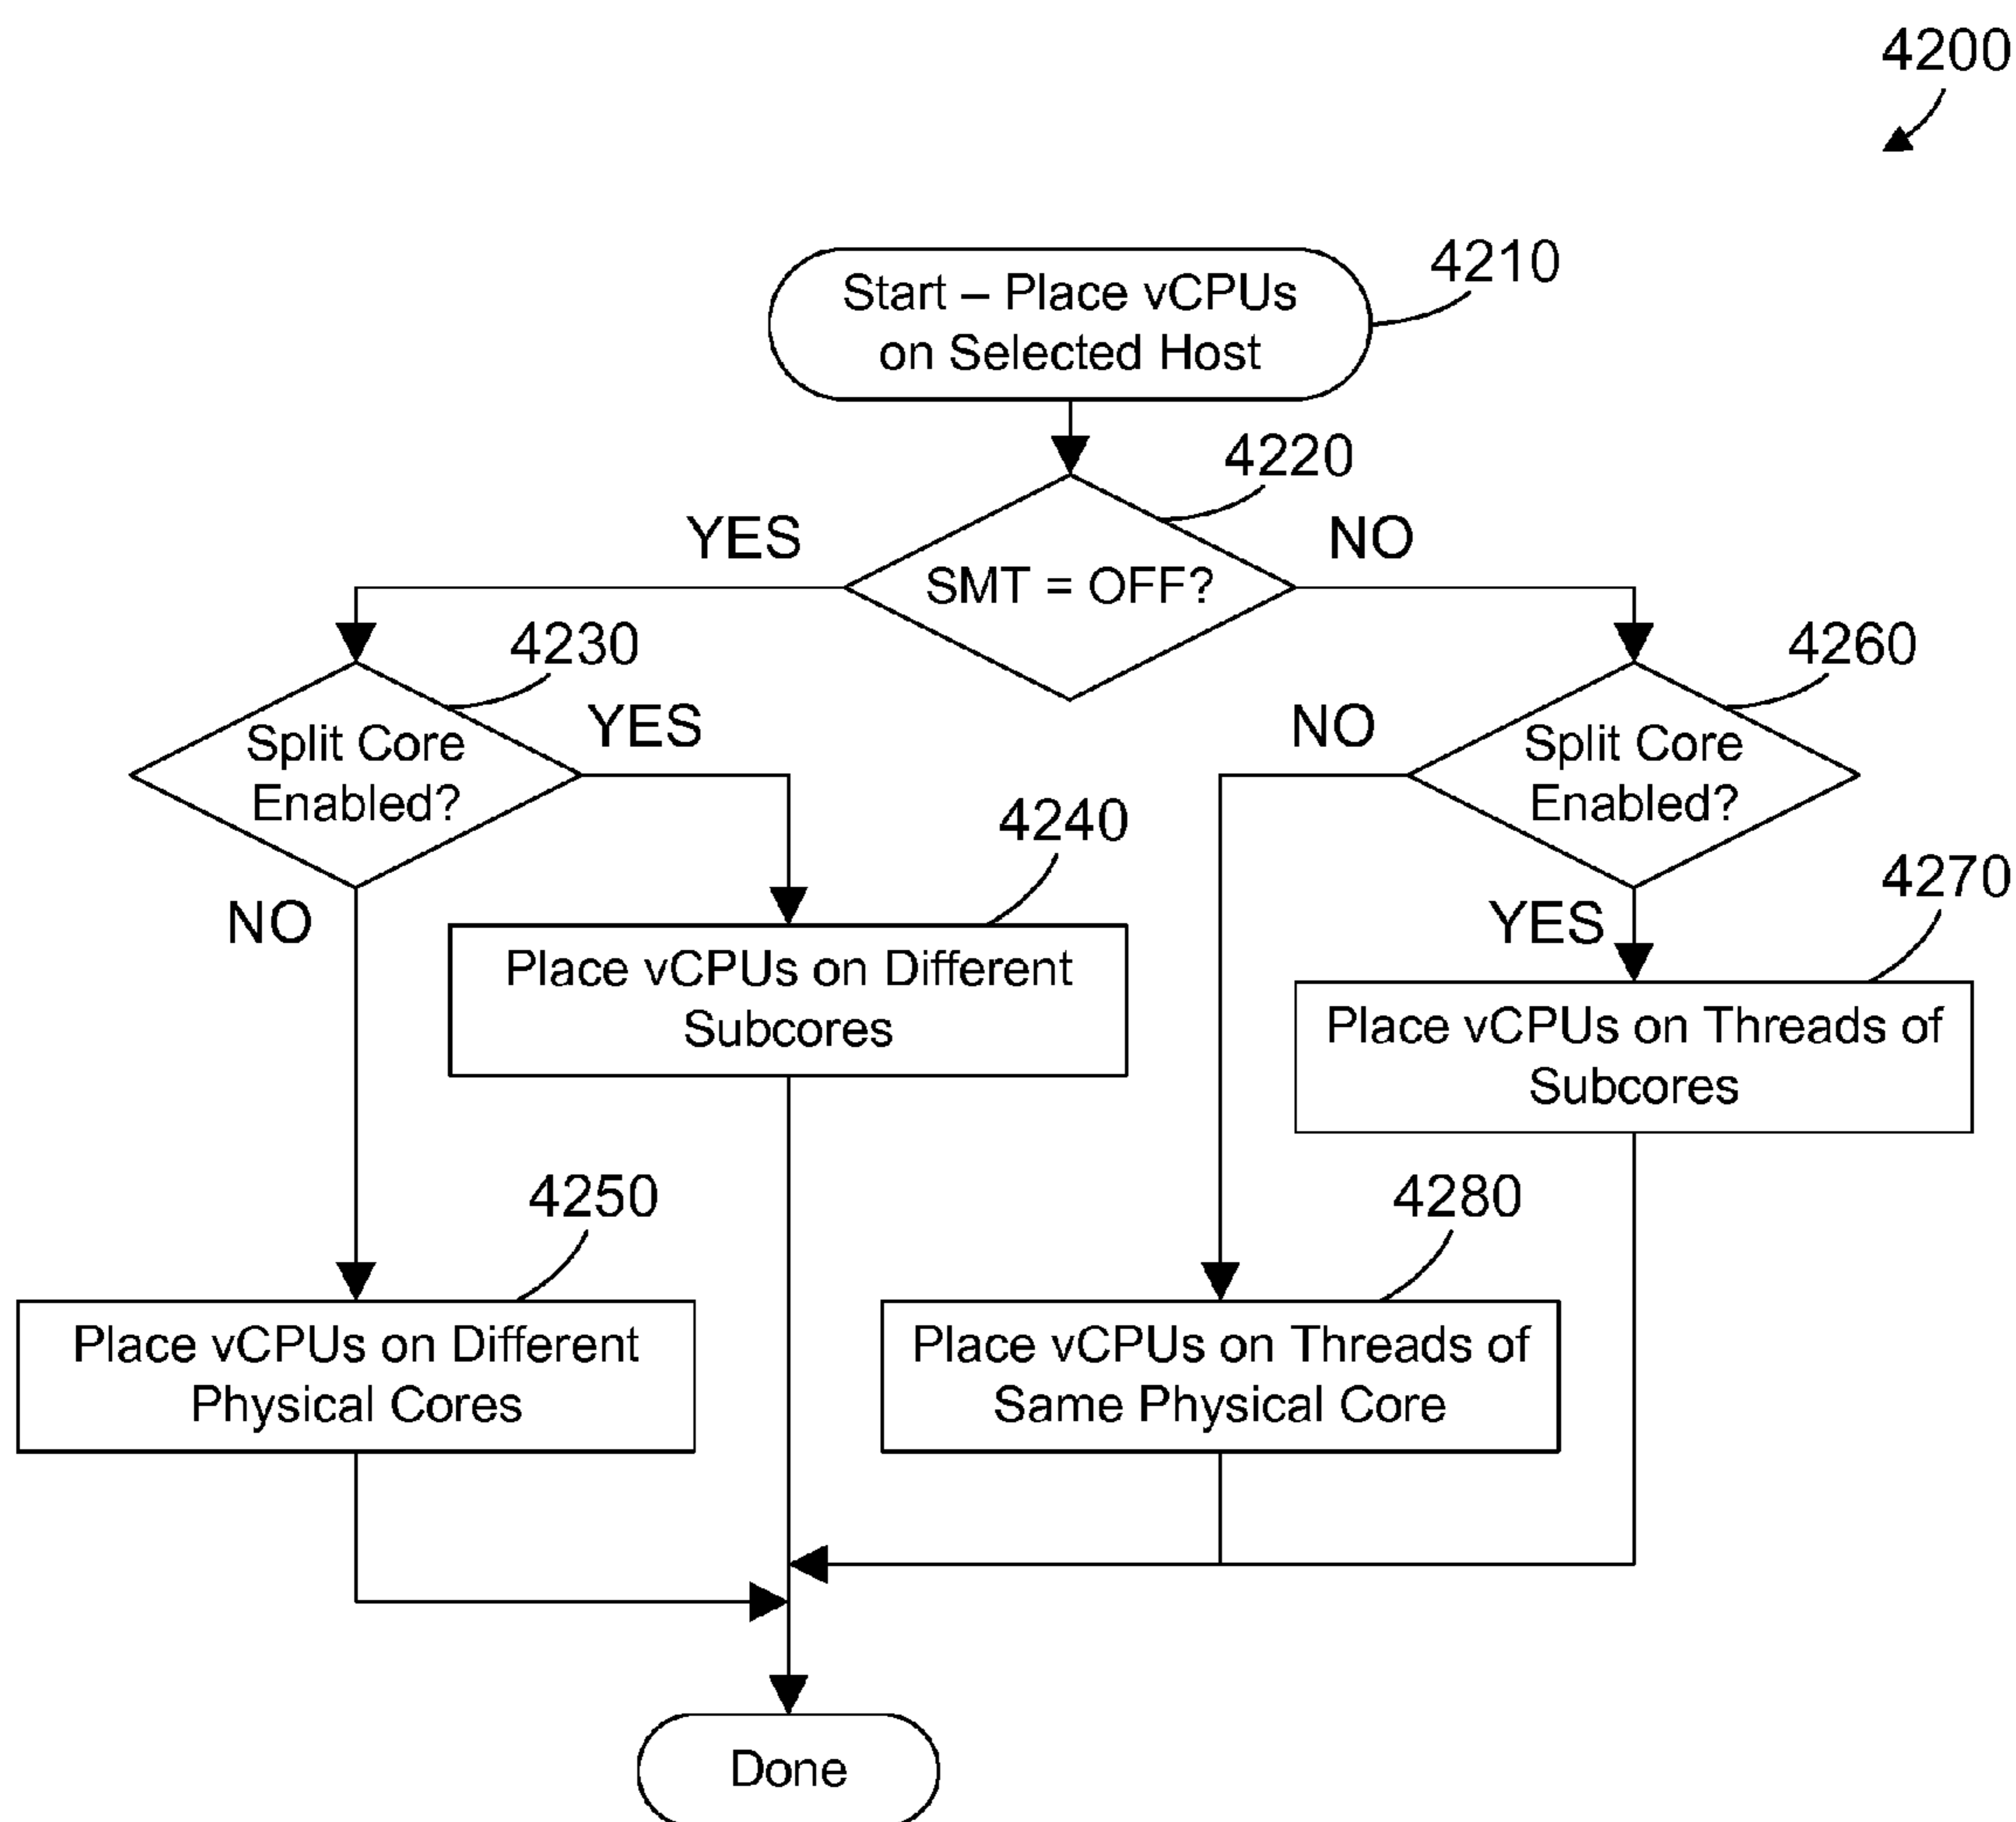 4200
4210
Start – Place vCPUs
on Selected Host
4220
YES
NO
SMT = OFF?
4230
4260
Split Core
Enabled?
YES
NO
Split Core
Enabled?
4240
4270
NO
YES
Place vCPUs on Different
Subcores
Place vCPUs on Threads of
Subcores
4250
4280
Place vCPUs on Different
Physical Cores
Place vCPUs on Threads of
Same Physical Core
Done